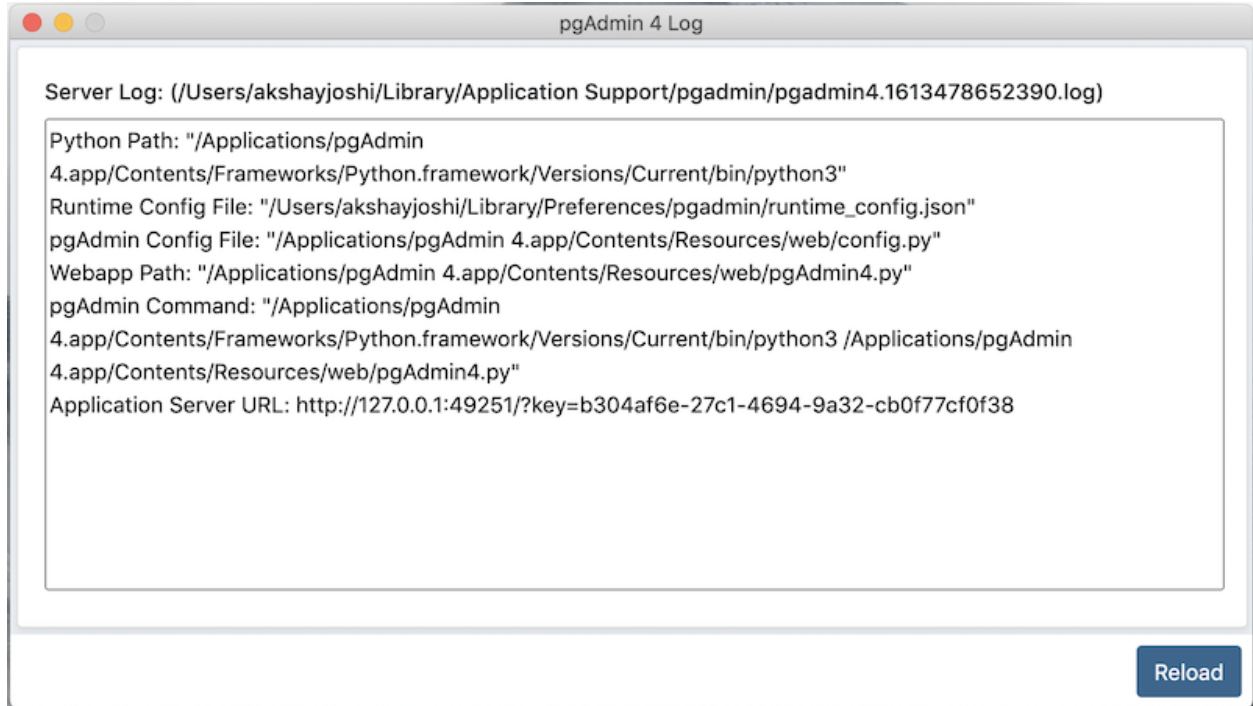 pgAdmin 4 Log
Server Log: (/Users/akshayjoshi/Library/Application Support/pgadmin/pgadmin4.1613478652390.log)
Python Path: "/Applications/pgAdmin
4.app/Contents/Frameworks/Python.framework/Versions/Current/bin/python3"
Runtime Config File: "/Users/akshayjoshi/Library/Preferences/pgadmin/runtime_config.json"
pgAdmin Config File: "/Applications/pgAdmin 4.app/Contents/Resources/web/config.py"
Webapp Path: "/Applications/pgAdmin 4.app/Contents/Resources/web/pgAdmin4.py"
pgAdmin Command: "/Applications/pgAdmin
4.app/Contents/Frameworks/Python.framework/Versions/Current/bin/python3 /Applications/pgAdmin
4.app/Contents/Resources/web/pgAdmin4.py"
Application Server URL: http://127.0.0.1:49251/?key=b304af6e-27c1-4694-9a32-cb0f77cf0f38
Reload